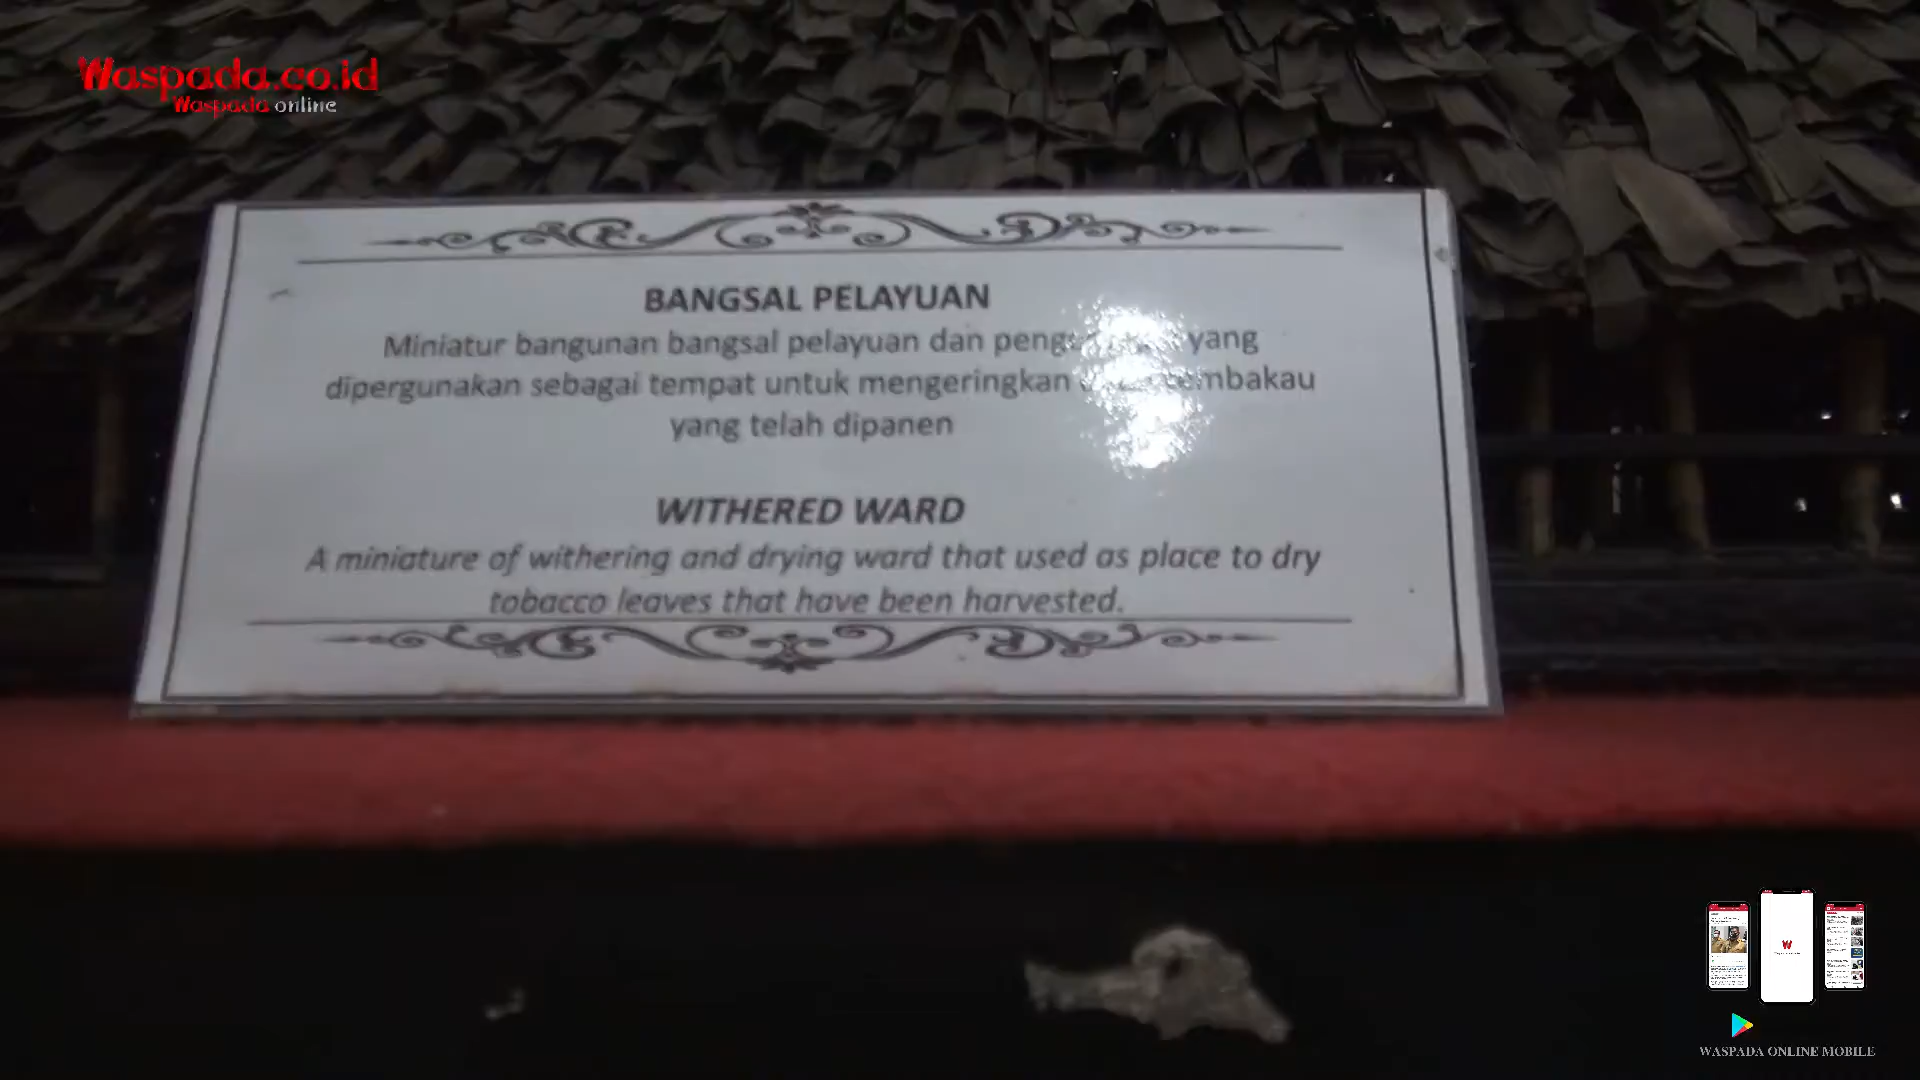 Waspada.co.id
Waspada online
BANGSAL PELAYUAN
Miniatur bangunan bangsal pelayuan dan yang
dipergunakan sebagai tempat untuk mengeringkan tembakau
yang telah dipanen
WITHERED WARD
A miniature of withering and drying ward that used as place to dry
tobacco leaves that have been harvested.
WASPADA ONLINE MOBILE